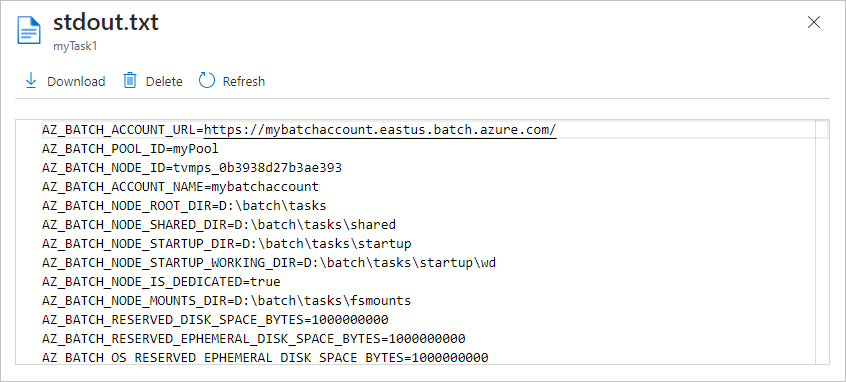 stdout.txt
myTask1
Download Delete Refresh
AZ_BATCH_ACCOUNT_URL=https://mybatchaccount.eastus.batch.azure.com/
AZ_BATCH_POOL_ID=myPool
AZ_BATCH_NODE_ID=tvmps_0b3938d27b3ae393
AZ_BATCH_ACCOUNT_NAME=mybatchaccount
AZ_BATCH_NODE_ROOT_DIR=D:\batch\tasks
AZ_BATCH_NODE_SHARED_DIR=D:\batch\tasks\shared
AZ_BATCH_NODE_STARTUP_DIR=D:\batch\tasks\startup
AZ_BATCH_NODE_STARTUP_WORKING_DIR=D:\batch\tasks\startup\wd
AZ_BATCH_NODE_IS_DEDICATED=true
AZ_BATCH_NODE_MOUNTS_DIR=D:\batch\tasks\fsmounts
AZ_BATCH_RESERVED_DISK_SPACE_BYTES=1000000000
AZ_BATCH_RESERVED_EPHEMERAL_DISK_SPACE_BYTES=1000000000
AZ_BATCH_OS_RESERVED_EPHEMERAL_DISK_SPACE_BYTES=1000000000